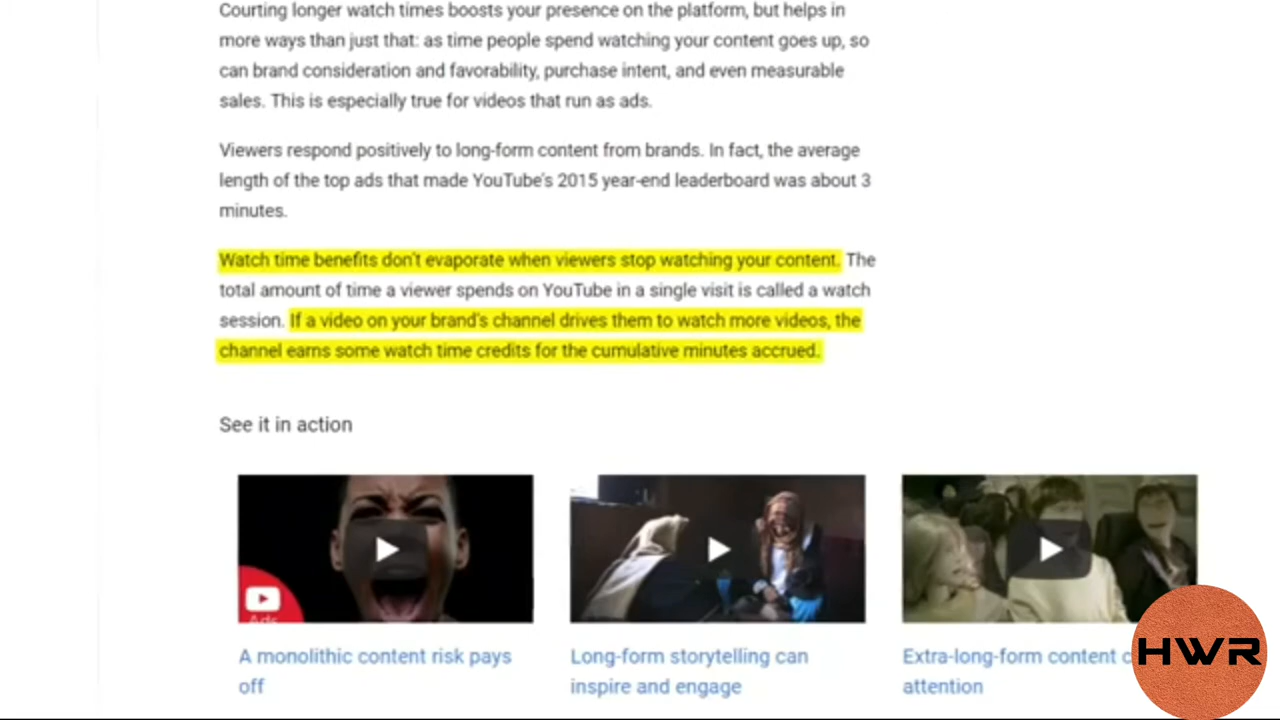 Courting longer watch times boosts your presence on the platform, but helps in
more ways than just that: as time people spend watching your content goes up, so
can brand consideration and favorability, purchase intent, and even measurable
sales. This is especially true for videos that run as ads.
Viewers respond positively to long-form content from brands. In fact, the average
length of the top ads that made YouTube's 2015 year-end leaderboard was about 3
minutes.
Watch time benefits don't evaporate when viewers stop watching your content. The
total amount of time a viewer spends on YouTube in a single visit is called a watch
session. If a video on your brand's channel drives them to watch more videos, the
channel earns some watch time credits for the cumulative minutes accrued.
See it in action
Ads
A monolithic content risk pays
off
Long-form storytelling can
inspire and engage
Extra-long-form content
attention
HWR